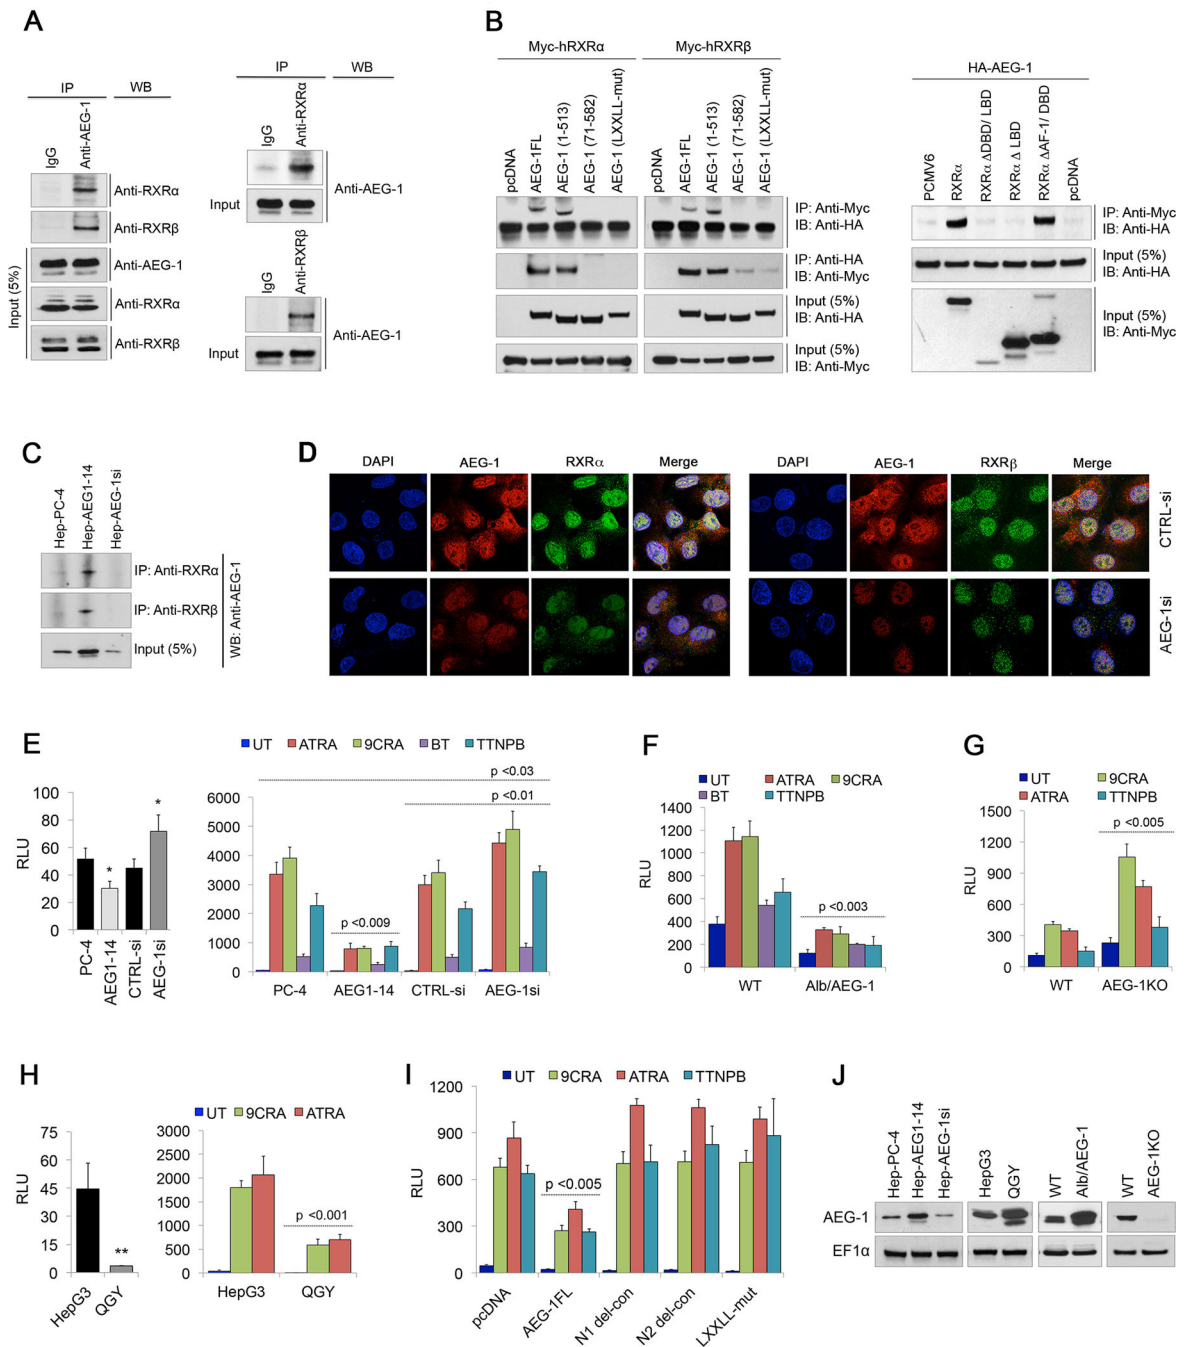 A
IP
WB
IgG
Anti-AEG-1
Anti-RXRα
Anti-RXRβ
Anti-AEG-1
Anti-RXRα
Anti-RXRβ
Input (5%)
IP
WB
IgG
Anti-RXRα
Anti-AEG-1
Input
IgG
Anti-RXRβ
Anti-AEG-1
Input
B
Myc-hRXRα
Myc-hRXRβ
pcDNA
AEG-1FL
AEG-1 (1-513)
AEG-1 (71-582)
AEG-1 (LXXLL-mut)
pcDNA
AEG-1FL
AEG-1 (1-513)
AEG-1 (71-582)
AEG-1 (LXXLL-mut)
IP: Anti-Myc
IB: Anti-HA
IP: Anti-HA
IB: Anti-Myc
Input (5%)
IB: Anti-HA
Input (5%)
IB: Anti-Myc
HA-AEG-1
PCMV6
RXRα
RXRα ΔDBD/ LBD
RXRα Δ LBD
RXRα ΔAF-1/ DBD
pcDNA
IP: Anti-Myc
IB: Anti-HA
Input (5%)
IB: Anti-HA
Input (5%)
IB: Anti-Myc
C
Hep-PC-4
Hep-AEG1-14
Hep-AEG-1si
IP: Anti-RXRα
IP: Anti-RXRβ
Input (5%)
WB: Anti-AEG-1
D
DAPI AEG-1 RXRα Merge
DAPI AEG-1 RXRβ Merge
CTRL-si
AEG-1si
E
RLU
100
80
60
40
20
0
*
*
PC-4
AEG1-14
CTRL-si
AEG-1si
UT ATRA 9CRA BT TTNPB
p <0.03
p <0.01
p <0.009
6000
5000
4000
3000
2000
1000
0
PC-4 AEG1-14 CTRL-si AEG-1si
F
UT ATRA 9CRA
BT TTNPB
RLU
1400
1200
1000
800
600
400
200
0
p <0.003
WT Alb/AEG-1
G
UT 9CRA
ATRA TTNPB
RLU
1500
1200
900
600
300
0
p <0.005
WT AEG-1KO
H
RLU
75
60
45
30
15
0
**
HepG3
QGY
UT 9CRA ATRA
3000
2500
2000
1500
1000
500
0
p <0.001
HepG3 QGY
I
UT 9CRA ATRA TTNPB
RLU
1200
900
600
300
0
p <0.005
pcDNA
AEG-1FL
N1 del-con
N2 del-con
LXXLL-mut
J
Hep-PC-4
Hep-AEG1-14
Hep-AEG-1si
HepG3
QGY
WT
Alb/AEG-1
WT
AEG-1KO
AEG-1
EF1α